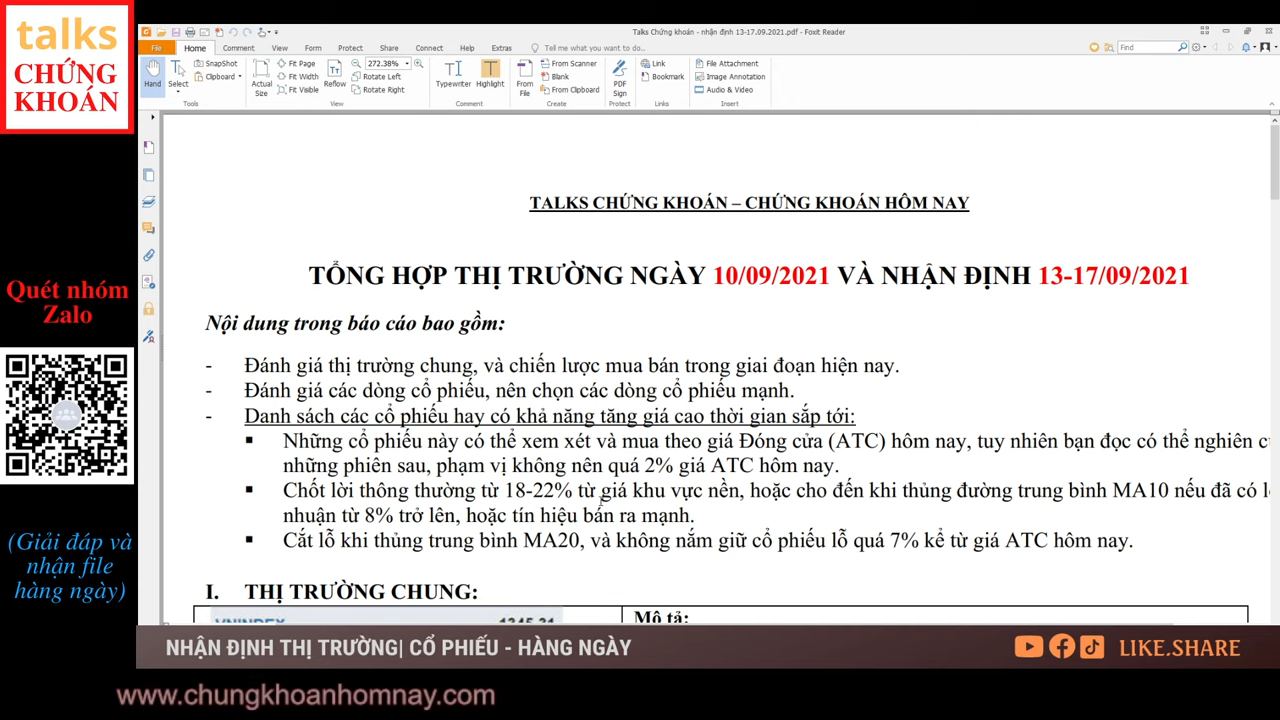 talks
CHỨNG
KHOÁN
Quét nhóm
Zalo
(Giải đáp và
nhận file
hàng ngày)
Talks Chứng khoán - nhận định 13-17.09.2021.pdf - Foxit Reader
File Home Comment View Form Protect Share Connect Help Extras Tell me what you want to do... Find
Hand
Select
SnapShot
Clipboard
Tools
Actual
Size
Fit Page
Fit Width
Fit Visible
Reflow
272.38%
Rotate Left
Rotate Right
View
Typewriter
Highlight
Comment
From
File
From Scanner
Blank
From Clipboard
Create
PDF
Sign
Protect
Link
Bookmark
Links
File Attachment
Image Annotation
Audio & Video
Insert
TALKS CHỨNG KHOÁN – CHỨNG KHOÁN HÔM NAY
TỔNG HỢP THỊ TRƯỜNG NGÀY 10/09/2021 VÀ NHẬN ĐỊNH 13-17/09/2021
Nội dung trong báo cáo bao gồm:
- Đánh giá thị trường chung, và chiến lược mua bán trong giai đoạn hiện nay.
- Đánh giá các dòng cổ phiếu, nên chọn các dòng cổ phiếu mạnh.
- Danh sách các cổ phiếu hay có khả năng tăng giá cao thời gian sắp tới:
▪ Những cổ phiếu này có thể xem xét và mua theo giá Đóng cửa (ATC) hôm nay, tuy nhiên bạn đọc có thể nghiên
những phiên sau, phạm vị không nên quá 2% giá ATC hôm nay.
▪ Chốt lời thông thường từ 18-22% từ giá khu vực nền, hoặc cho đến khi thủng đường trung bình MA10 nếu đã có
nhuận từ 8% trở lên, hoặc tín hiệu bán ra mạnh.
▪ Cắt lỗ khi thủng trung bình MA20, và không nắm giữ cổ phiếu lỗ quá 7% kể từ giá ATC hôm nay.
I. THỊ TRƯỜNG CHUNG:
VNINDEX 1345.31 Mô tả:
NHẬN ĐỊNH THỊ TRƯỜNG| CỔ PHIẾU - HÀNG NGÀY
LIKE.SHARE
www.chungkhoanhomnay.com